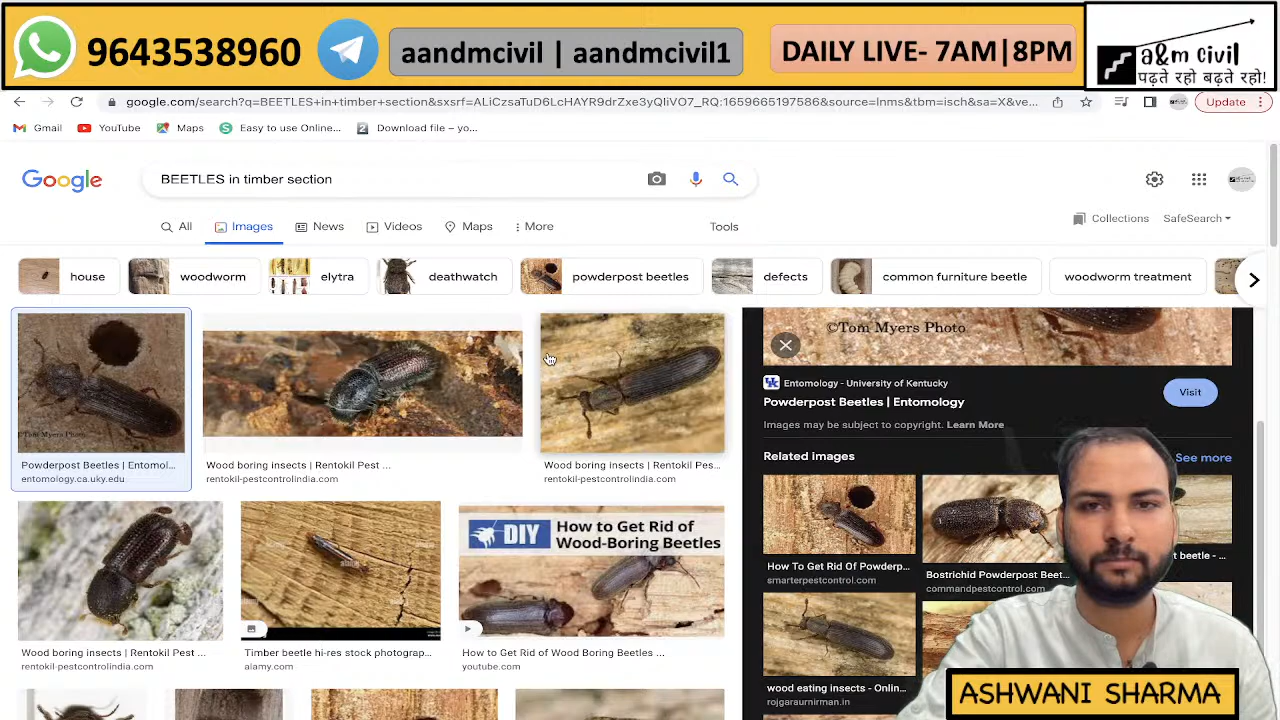 9643538960
aandmcivil | aandmcivil1
DAILY LIVE- 7AM|8PM
a&m civil
पढ़ते रहो बढ़ते रहो!
google.com/search?q=BEETLES+in+timber+section&sxsrf=ALiCzsaTuD6LcHAYR9drZxe3yQIiVO7_RQ:1659665197586&source=lnms&tbm=isch&sa=X&ve...
Update
Gmail
YouTube
Maps
Easy to use Online...
Download file – yo...
Google
BEETLES in timber section
All
Images
News
Videos
Maps
More
Tools
Collections
SafeSearch
house
woodworm
elytra
deathwatch
powderpost beetles
defects
common furniture beetle
woodworm treatment
©Tom Myers Photo
Entomology - University of Kentucky
Powderpost Beetles | Entomology
Visit
Images may be subject to copyright. Learn More
Related images
See more
©Tom Myers Photo
Powderpost Beetles | Entomol...
entomology.ca.uky.edu
Wood boring insects | Rentokil Pest ...
rentokil-pestcontrolindia.com
Wood boring insects | Rentokil Pes...
rentokil-pestcontrolindia.com
DIY
How to Get Rid of
Wood-Boring Beetles
alamy
Wood boring insects | Rentokil Pest ...
rentokil-pestcontrolindia.com
Timber beetle hi-res stock photograp...
alamy.com
How to Get Rid of Wood Boring Beetles ...
youtube.com
How To Get Rid Of Powderp...
smarterpestcontrol.com
Bostrichid Powderpost Beet...
commandpestcontrol.com
t beetle - ...
wood eating insects - Onlin...
rojgaraurnirman.in
ASHWANI SHARMA